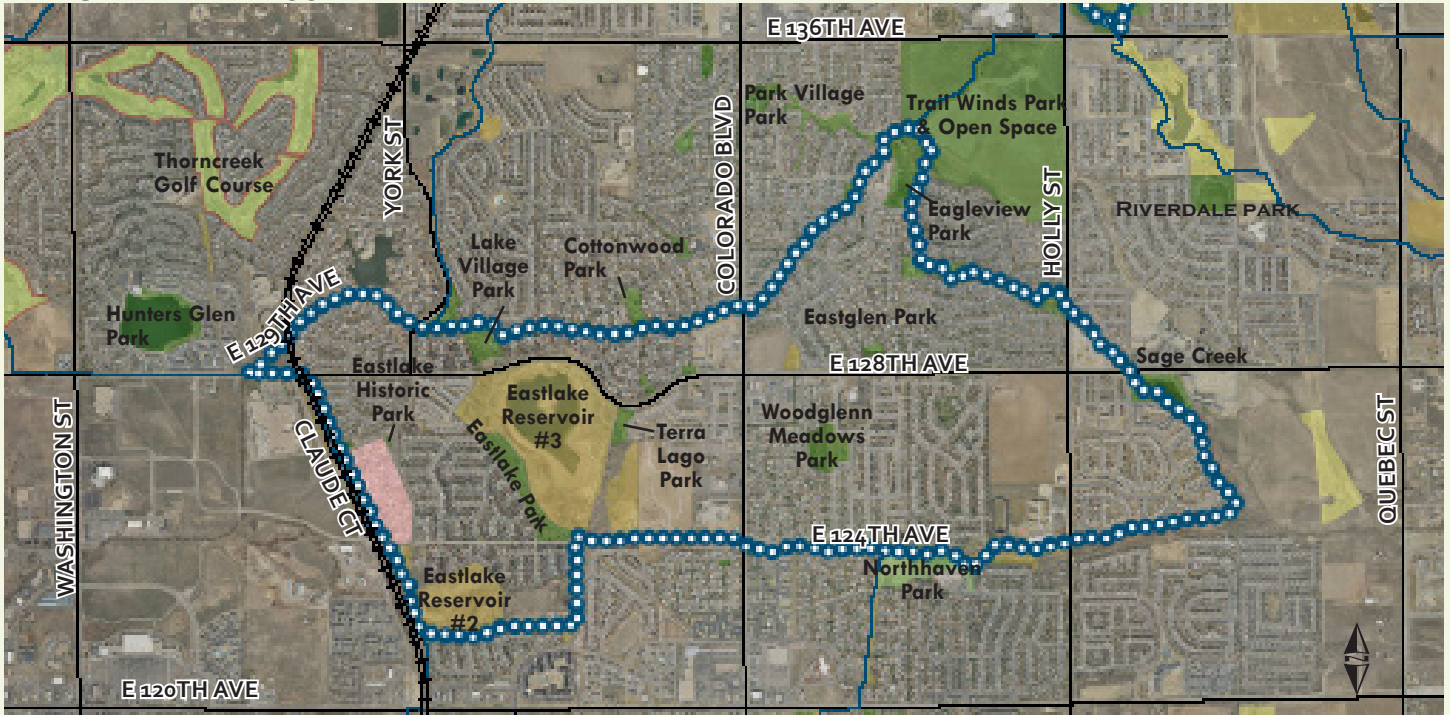 E 136TH AVE
Park Village
Park
Trail Winds Park
& Open Space
COLORADO BLVD
YORK ST
Thorncreek
Golf Course
HOLLY ST
RIVERDALE PARK
Eagleview
Park
Lake
Village
Park
Cottonwood
Park
E 129TH AVE
Hunters Glen
Park
Eastglen Park
E 128TH AVE
Sage Creek
Eastlake
Historic
Park
Eastlake
Reservoir
#3
Woodglenn
Meadows
Park
Terra
Lago
Park
Eastlake Park
WASHINGTON ST
CLAUDE CT
QUEBEC ST
E 124TH AVE
Northhaven
Park
Eastlake
Reservoir
#2
E 120TH AVE
N